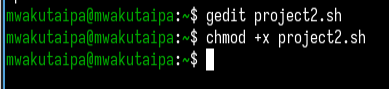 mwakutaipa@mwakutaipa:~$ gedit project2.sh
mwakutaipa@mwakutaipa:~$ chmod +x project2.sh
mwakutaipa@mwakutaipa:~$